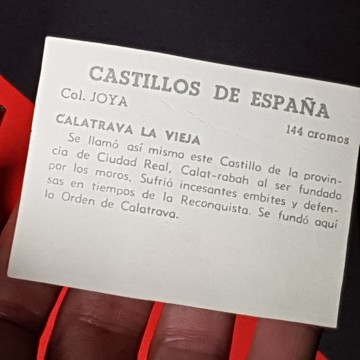 CASTILLOS DE ESPAÑA
Col. JOYA
144 cromos
CALATRAVA LA VIEJA
Se llamó así mismo este Castillo de la provin-
cia de Ciudad Real, Calat-rabah al ser fundado
por los moros. Sufrió incesantes embites y defen-
sas en tiempos de la Reconquista. Se fundó aquí
la Orden de Calatrava.